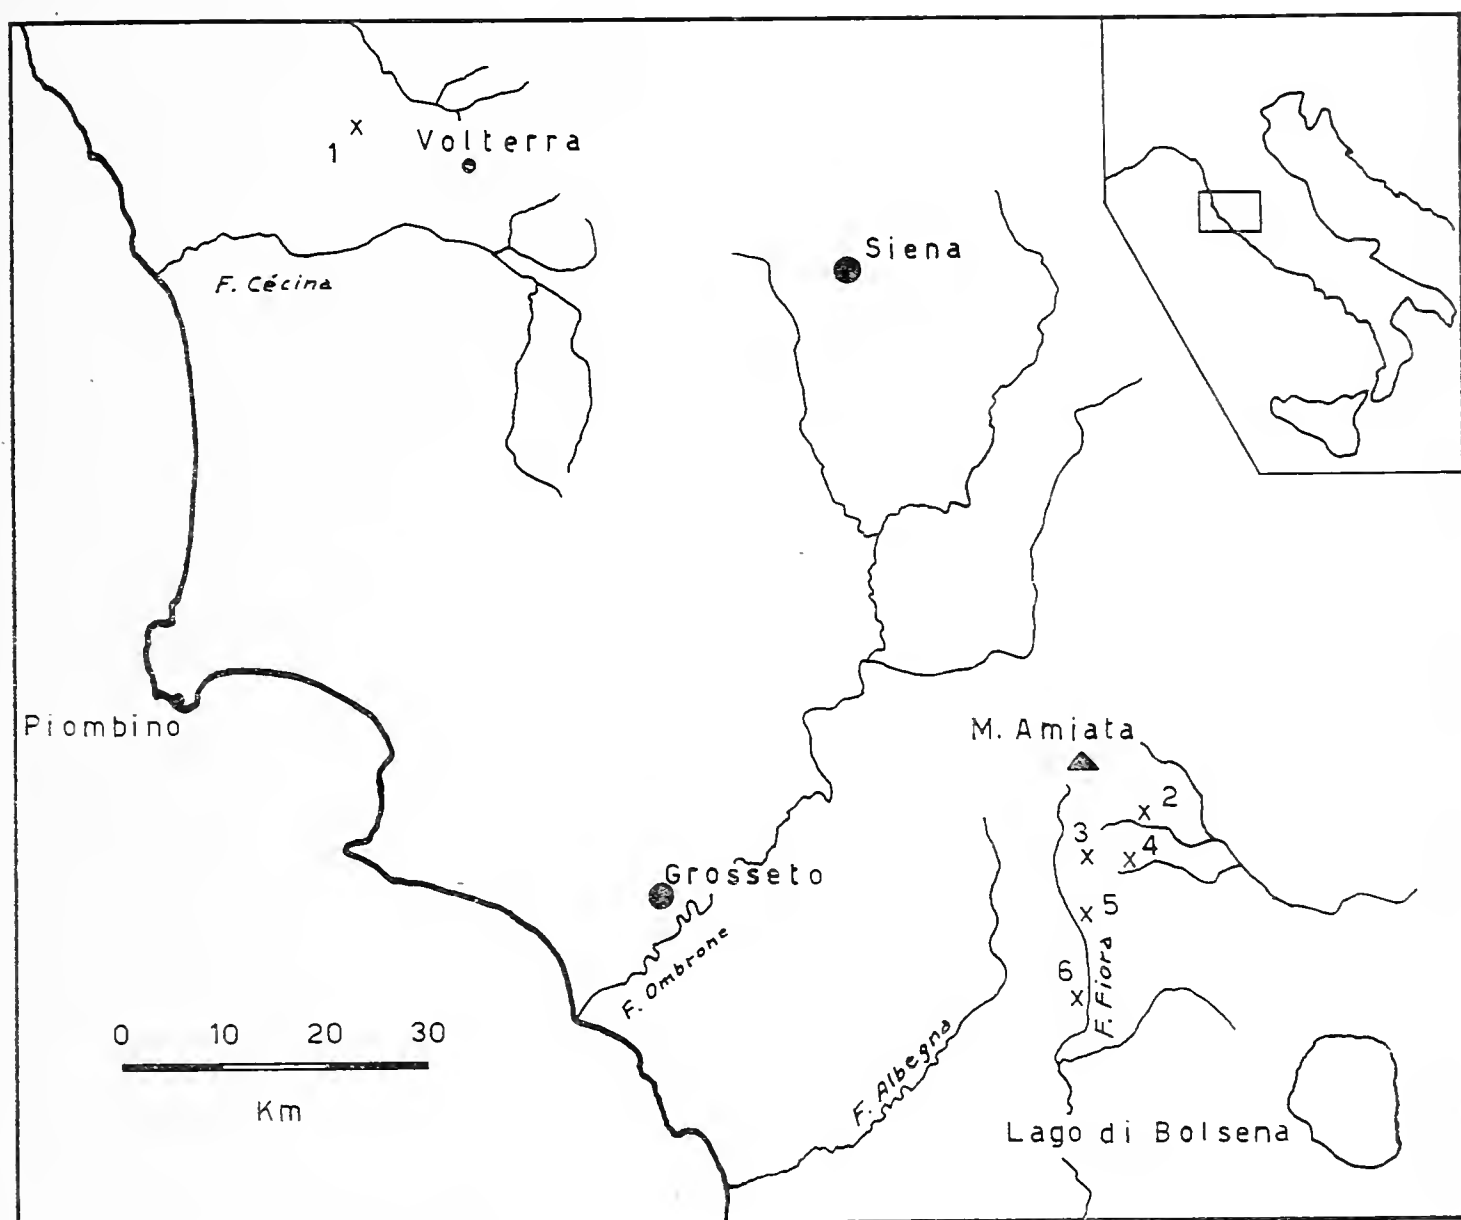 x
1
Volterra
F. Cécina
Siena
Piombino
M. Amiata
x 2
3
x
x 4
Grosseto
x 5
6
x
F. Ombrone
F. Fiora
F. Albegna
0 10 20 30
Km
Lago di Bolsena